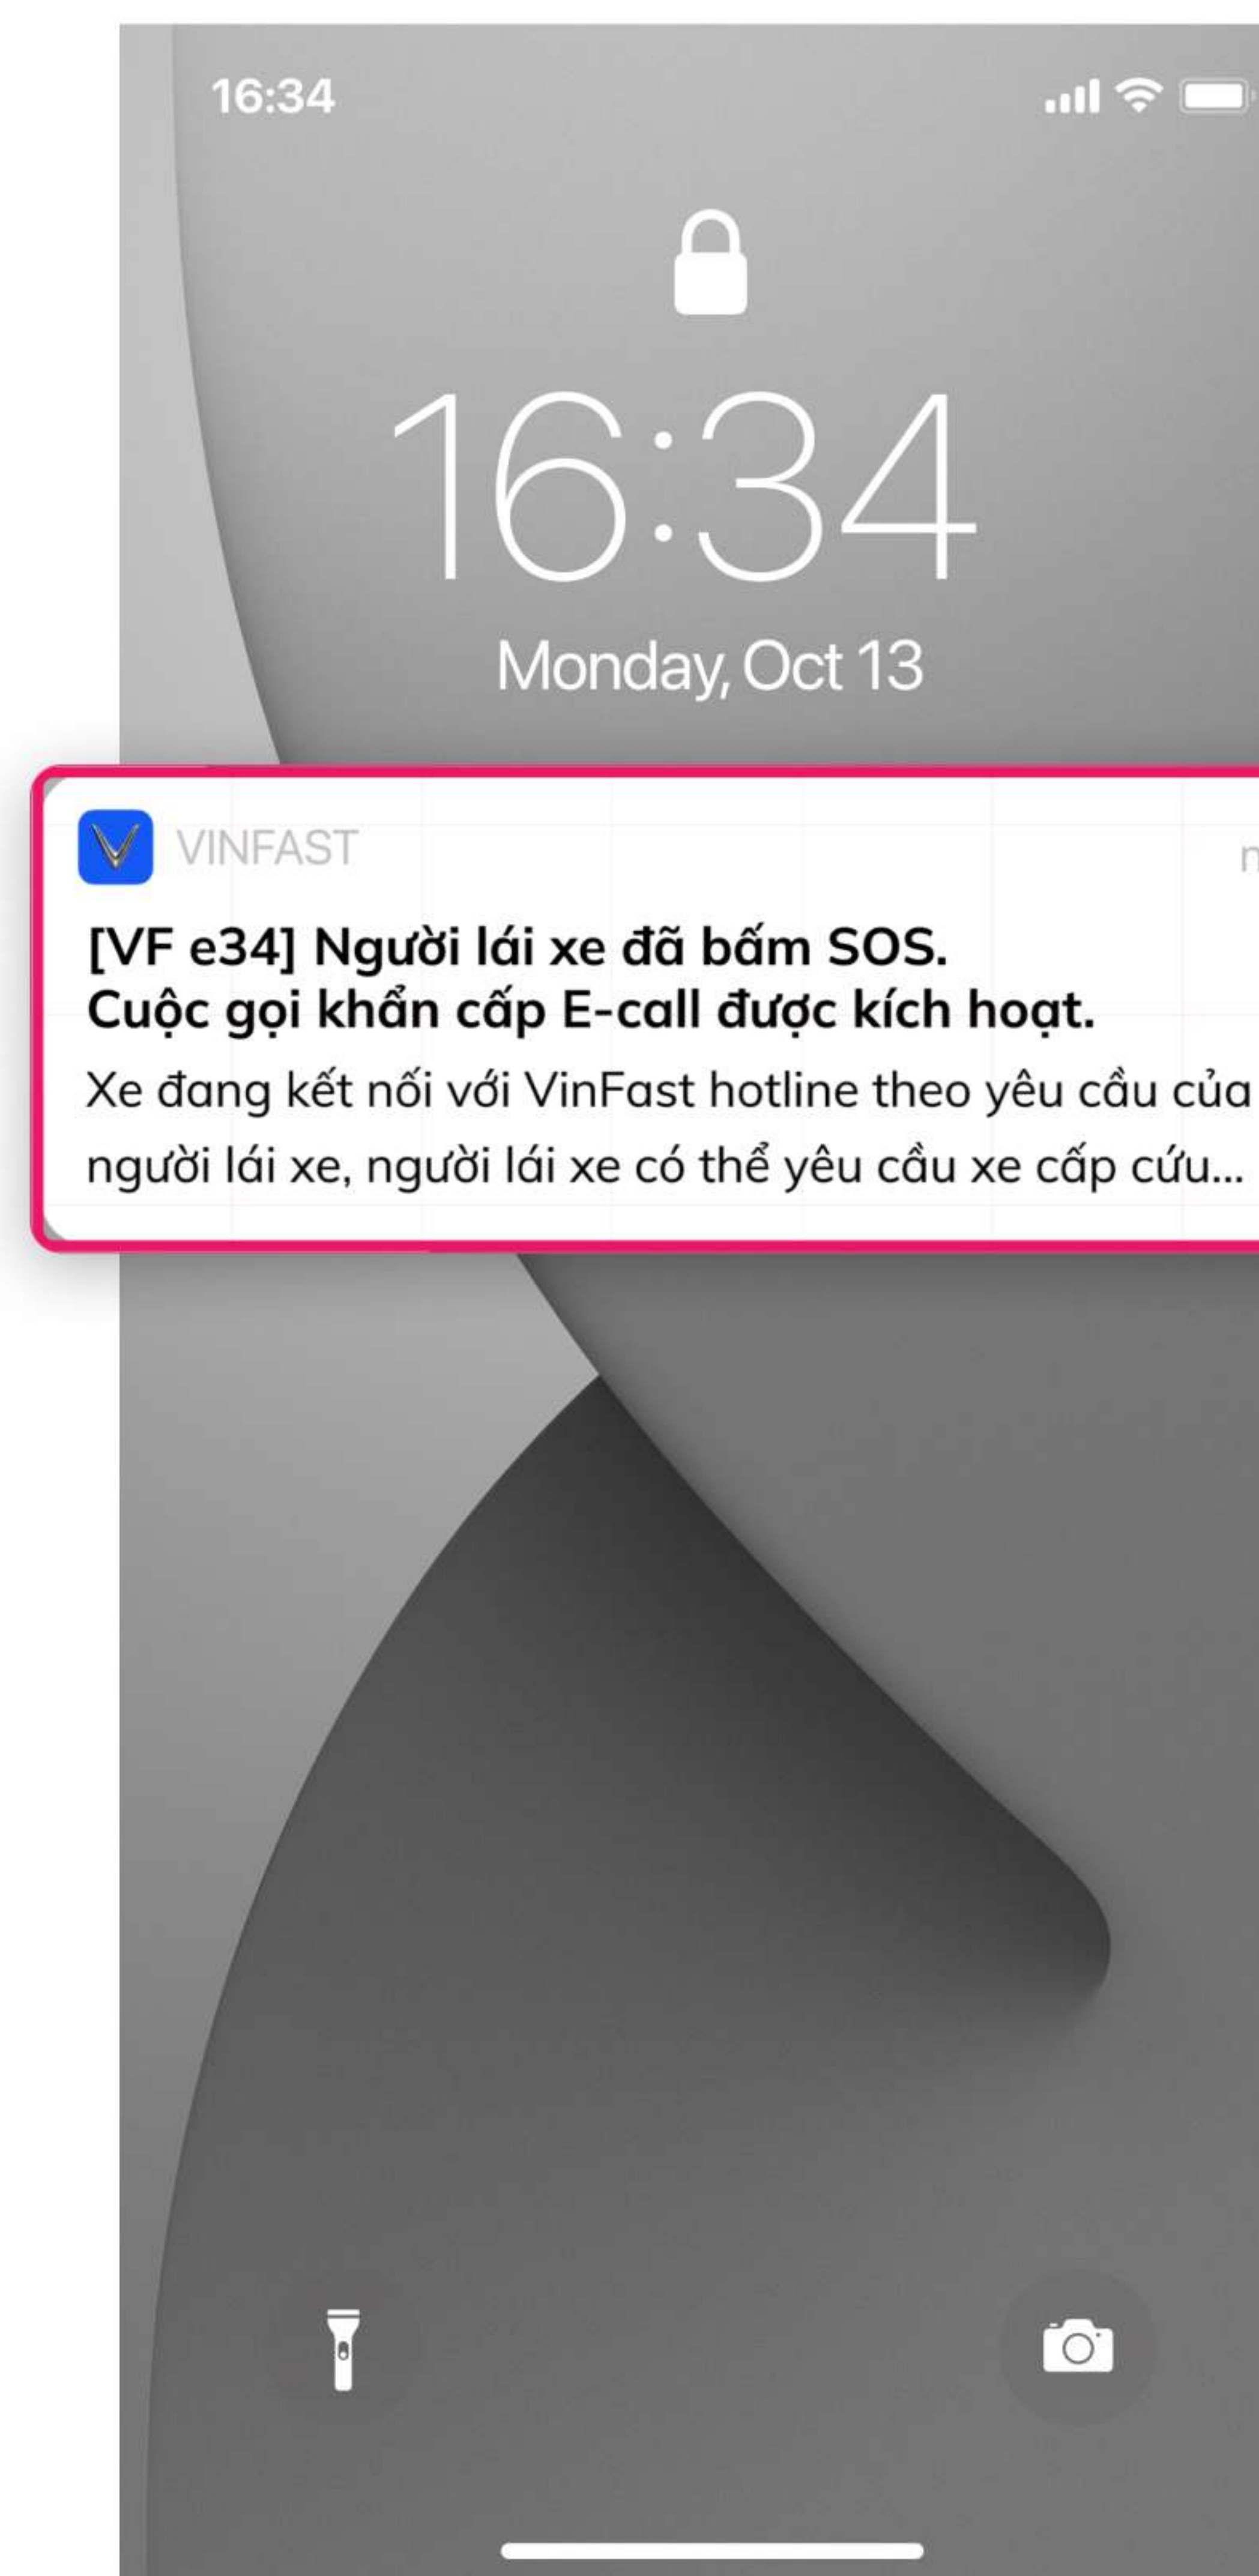 16:34
16:34
Monday, Oct 13
VINFAST
[VF e34] Người lái xe đã bấm SOS.
Cuộc gọi khẩn cấp E-call được kích hoạt.
Xe đang kết nối với VinFast hotline theo yêu cầu của
người lái xe, người lái xe có thể yêu cầu xe cấp cứu...